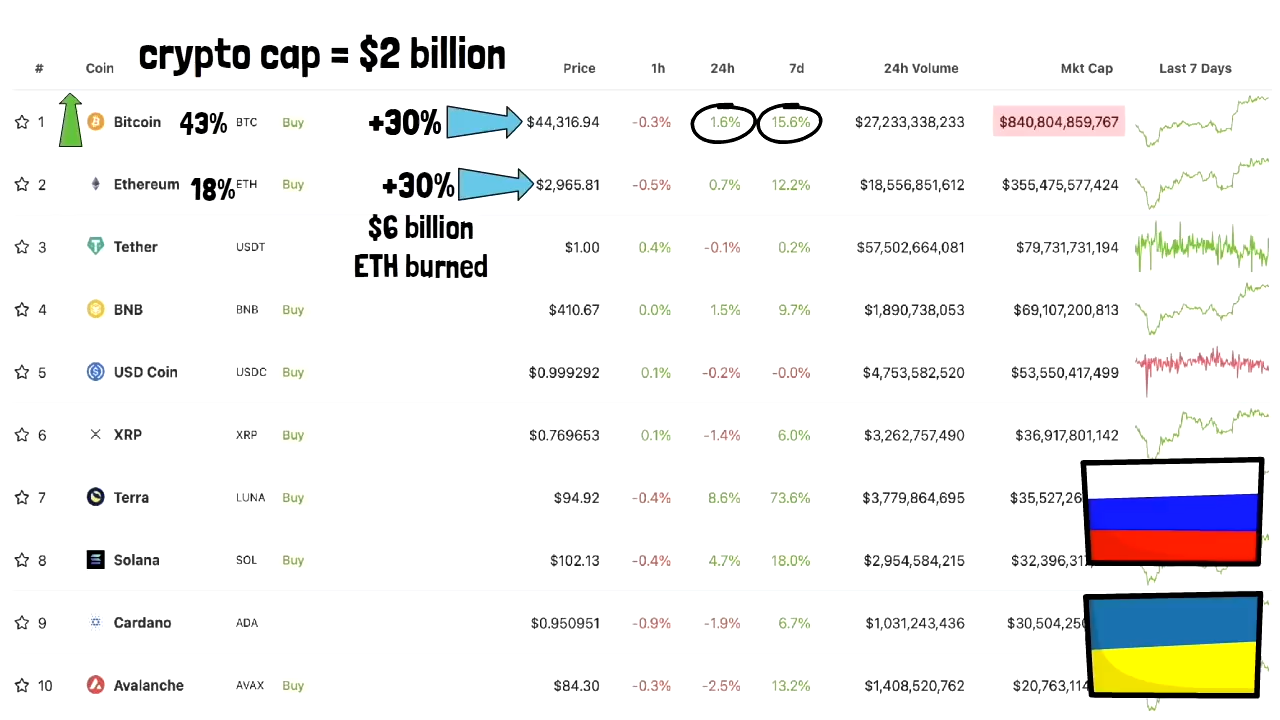 crypto cap = $2 billion
# Coin Price 1h 24h 7d 24h Volume Mkt Cap Last 7 Days
1 Bitcoin 43% BTC Buy +30% $44,316.94 -0.3% 1.6% 15.6% $27,233,338,233 $840,804,859,767
2 Ethereum 18% ETH Buy +30% $2,965.81 -0.5% 0.7% 12.2% $18,556,851,612 $355,475,577,424
$6 billion
3 Tether USDT $1.00 0.4% -0.1% 0.2% $57,502,664,081 $79,731,731,194
ETH burned
4 BNB BNB Buy $410.67 0.0% 1.5% 9.7% $1,890,738,053 $69,107,200,813
5 USD Coin USDC Buy $0.999292 0.1% -0.2% -0.0% $4,753,582,520 $53,550,417,499
6 XRP XRP Buy $0.769653 0.1% -1.4% 6.0% $3,262,757,490 $36,917,801,142
7 Terra LUNA Buy $94.92 -0.4% 8.6% 73.6% $3,779,864,695
8 Solana SOL Buy $102.13 -0.4% 4.7% 18.0% $2,954,584,215
9 Cardano ADA $0.950951 -0.9% -1.9% 6.7% $1,031,243,436
10 Avalanche AVAX Buy $84.30 -0.3% -2.5% 13.2% $1,408,520,762